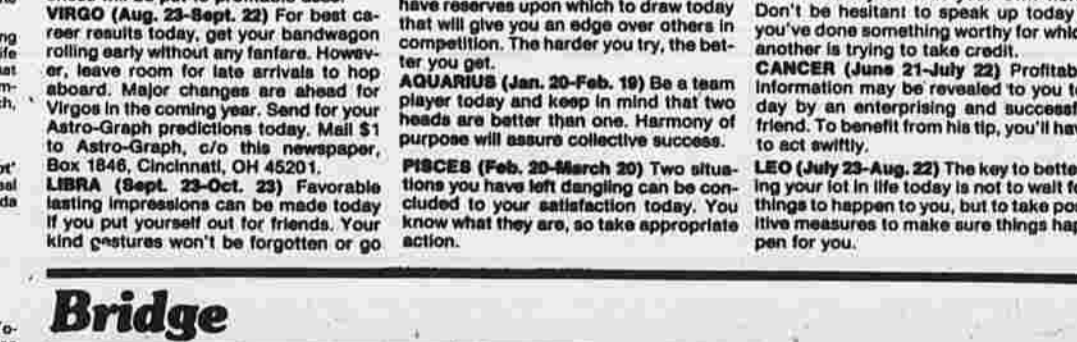 VIRGO (Aug. 23-Sept. 22) For best ca-
reer results today, get your bandwagon
rolling early without any fanfare. Howev-
er, leave room for late arrivals to hop
aboard. Major changes are ahead for
Virgos in the coming year. Send for your
Astro-Graph predictions today. Mail $1
to Astro-Graph, c/o this newspaper,
Box 1846, Cincinnati, OH 45201.
LIBRA (Sept. 23-Oct. 23) Favorable
lasting impressions can be made today
if you put yourself out for friends. Your
kind gestures won't be forgotten or go
have reserves upon which to draw today
that will give you an edge over others in
competition. The harder you try, the bet-
ter you get.
AQUARIUS (Jan. 20-Feb. 19) Be a team
player today and keep in mind that two
heads are better than one. Harmony of
purpose will assure collective success.
PISCES (Feb. 20-March 20) Two situa-
tions you have left dangling can be con-
cluded to your satisfaction today. You
know what they are, so take appropriate
action.
Don't be hesitant to speak up today
you've done something worthy for whic
another is trying to take credit.
CANCER (June 21-July 22) Profitab
information may be revealed to you t
day by an enterprising and successf
friend. To benefit from his tip, you'll hav
to act swiftly.
LEO (July 23-Aug. 22) The key to bette
ing your lot in life today is not to wait f
things to happen to you, but to take pos
itive measures to make sure things hap
pen for you.
Bridge